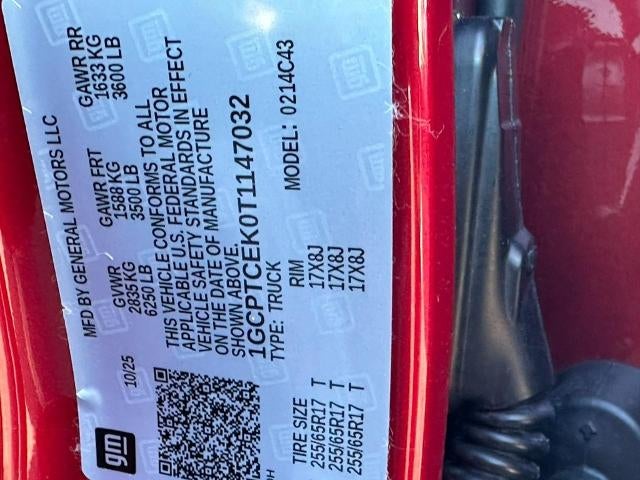 MFD BY GENERAL MOTORS LLC
10/25
GVWR GAWR FRT GAWR RR
2835 KG 1588 KG 1633 KG
6250 LB 3500 LB 3600 LB
THIS VEHICLE CONFORMS TO ALL
APPLICABLE U.S. FEDERAL MOTOR
VEHICLE SAFETY STANDARDS IN EFFECT
ON THE DATE OF MANUFACTURE
SHOWN ABOVE.
1GCPTCEK0T1147032
TYPE: TRUCK MODEL: 0214C43
gm
TIRE SIZE RIM
255/65R17 T 17X8J
255/65R17 T 17X8J
255/65R17 T 17X8J